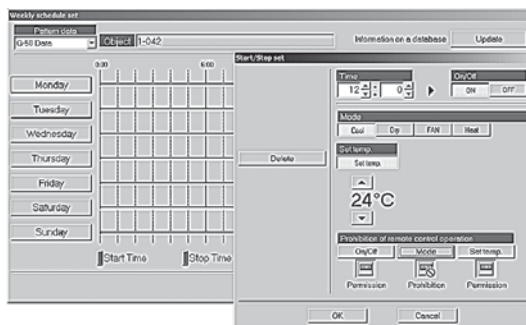 Weekly schedule set
Pattern data
G-50 Data
Object 1-042
Information on a database
Update
0:00
6:00
Monday
Tuesday
Wednesday
Thursday
Friday
Saturday
Sunday
Start Time
Stop Time
Start/Stop set
Time
12 : 0
On/Off
ON OFF
Mode
Cool Dry FAN Heat
Delete
Set temp.
Set temp.
24°C
Prohibition of remote control operation
On/Off Mode Set temp.
Permission Prohibition Permission
OK Cancel